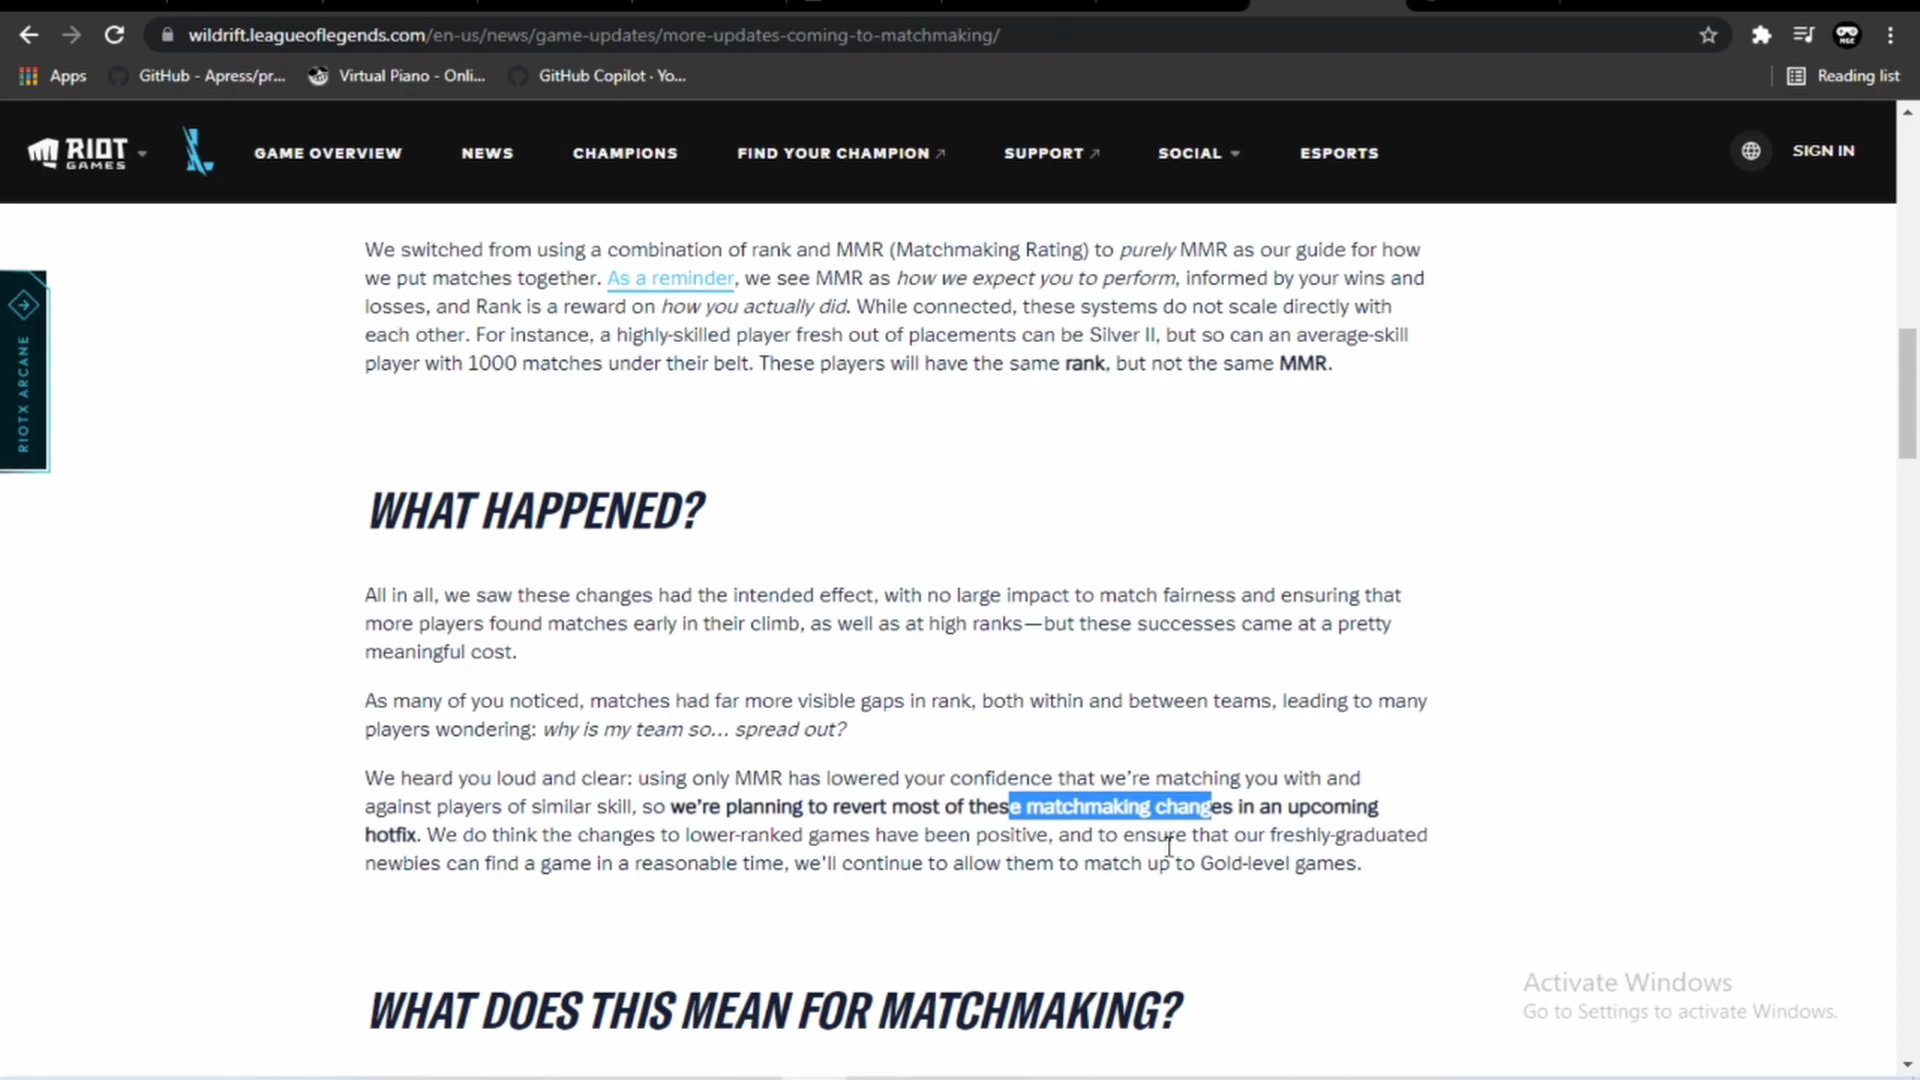 wildrift.leagueoflegends.com/en-us/news/game-updates/more-updates-coming-to-matchmaking/
Apps GitHub - Apress/pr... Virtual Piano - Onli... GitHub Copilot · Yo... Reading list
RIOT GAMES GAME OVERVIEW NEWS CHAMPIONS FIND YOUR CHAMPION SUPPORT SOCIAL ESPORTS SIGN IN
RIOTX ARCANE
We switched from using a combination of rank and MMR (Matchmaking Rating) to purely MMR as our guide for how
we put matches together. As a reminder, we see MMR as how we expect you to perform, informed by your wins and
losses, and Rank is a reward on how you actually did. While connected, these systems do not scale directly with
each other. For instance, a highly-skilled player fresh out of placements can be Silver II, but so can an average-skill
player with 1000 matches under their belt. These players will have the same rank, but not the same MMR.
WHAT HAPPENED?
All in all, we saw these changes had the intended effect, with no large impact to match fairness and ensuring that
more players found matches early in their climb, as well as at high ranks—but these successes came at a pretty
meaningful cost.
As many of you noticed, matches had far more visible gaps in rank, both within and between teams, leading to many
players wondering: why is my team so... spread out?
We heard you loud and clear: using only MMR has lowered your confidence that we're matching you with and
against players of similar skill, so we're planning to revert most of these matchmaking changes in an upcoming
hotfix. We do think the changes to lower-ranked games have been positive, and to ensure that our freshly-graduated
newbies can find a game in a reasonable time, we'll continue to allow them to match up to Gold-level games.
WHAT DOES THIS MEAN FOR MATCHMAKING?
Activate Windows
Go to Settings to activate Windows.